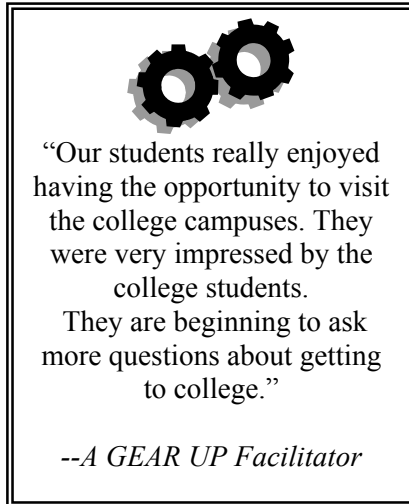 “Our students really enjoyed
having the opportunity to visit
the college campuses. They
were very impressed by the
college students.
They are beginning to ask
more questions about getting
to college.”
--A GEAR UP Facilitator